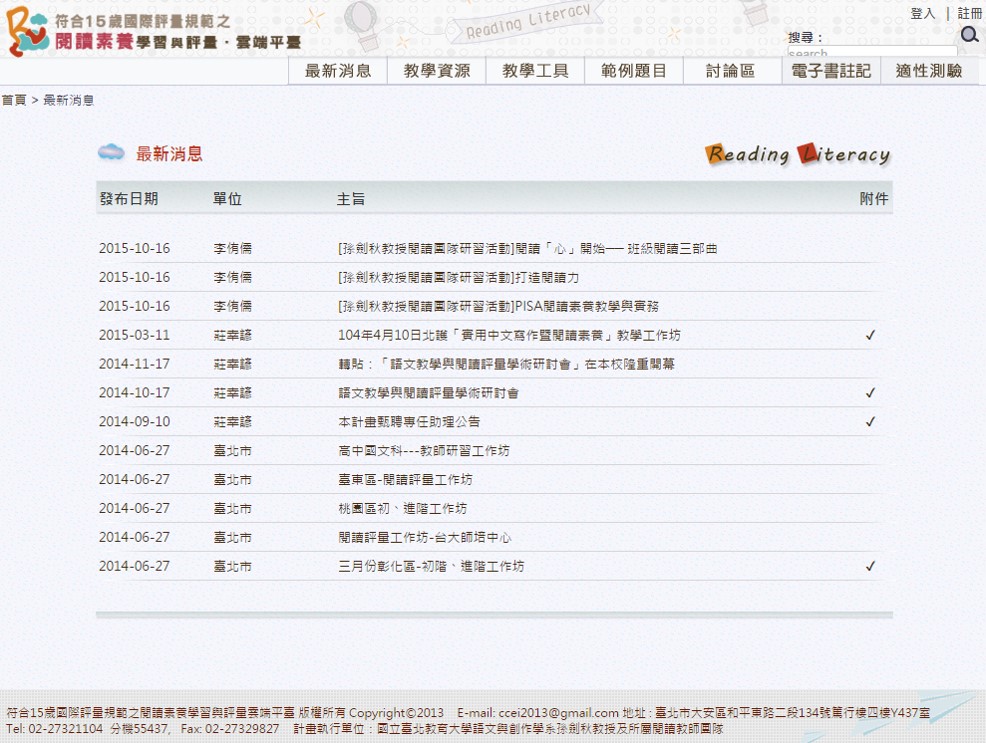 符合15歲國際評量規範之
閱讀素養學習與評量‧雲端平臺
Reading Literacy
登入 | 註冊
搜尋：
search
最新消息 教學資源 教學工具 範例題目 討論區 電子書註記 適性測驗
首頁 > 最新消息
最新消息
Reading Literacy
發布日期 單位 主旨 附件
2015-10-16 李侑儒 [孫劍秋教授閱讀團隊研習活動]閱讀「心」開始── 班級閱讀三部曲
2015-10-16 李侑儒 [孫劍秋教授閱讀團隊研習活動]打造閱讀力
2015-10-16 李侑儒 [孫劍秋教授閱讀團隊研習活動]PISA閱讀素養教學與實務
2015-03-11 莊幸諺 104年4月10日北護「實用中文寫作暨閱讀素養」教學工作坊 ✓
2014-11-17 莊幸諺 轉貼：「語文教學與閱讀評量學術研討會」在本校隆重開幕
2014-10-17 莊幸諺 語文教學與閱讀評量學術研討會 ✓
2014-09-10 莊幸諺 本計畫甄聘專任助理公告 ✓
2014-06-27 臺北市 高中國文科---教師研習工作坊
2014-06-27 臺北市 臺東區-閱讀評量工作坊
2014-06-27 臺北市 桃園區初、進階工作坊
2014-06-27 臺北市 閱讀評量工作坊-台大師培中心
2014-06-27 臺北市 三月份彰化區-初階、進階工作坊 ✓
符合15歲國際評量規範之閱讀素養學習與評量雲端平臺 版權所有 Copyright©2013 E-mail: ccei2013@gmail.com 地址 : 臺北市大安區和平東路二段134號篤行樓四樓Y437室
Tel: 02-27321104 分機55437, Fax: 02-27329827 計畫執行單位：國立臺北教育大學語文與創作學系孫劍秋教授及所屬閱讀教師團隊